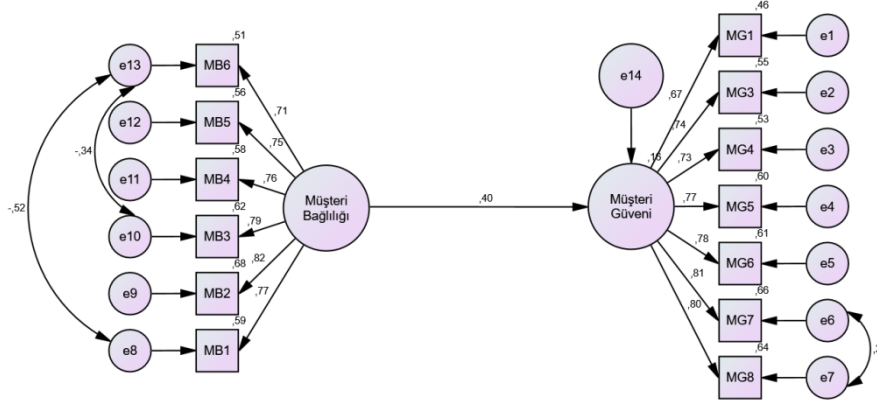 ,51
e13
MB6
,71
,56
e12
MB5
,75
-,34
,58
e11
MB4
,76
-,52
,62
e10
MB3
,79
,68
e9
MB2
,82
,59
e8
MB1
,77
Müşteri
Bağlılığı
,40
e14
Müşteri
Güveni
,46
MG1
e1
,67
,55
MG3
e2
,74
,53
MG4
e3
,73
,60
MG5
e4
,77
,61
MG6
e5
,78
,66
MG7
e6
,81
,64
MG8
e7
,80